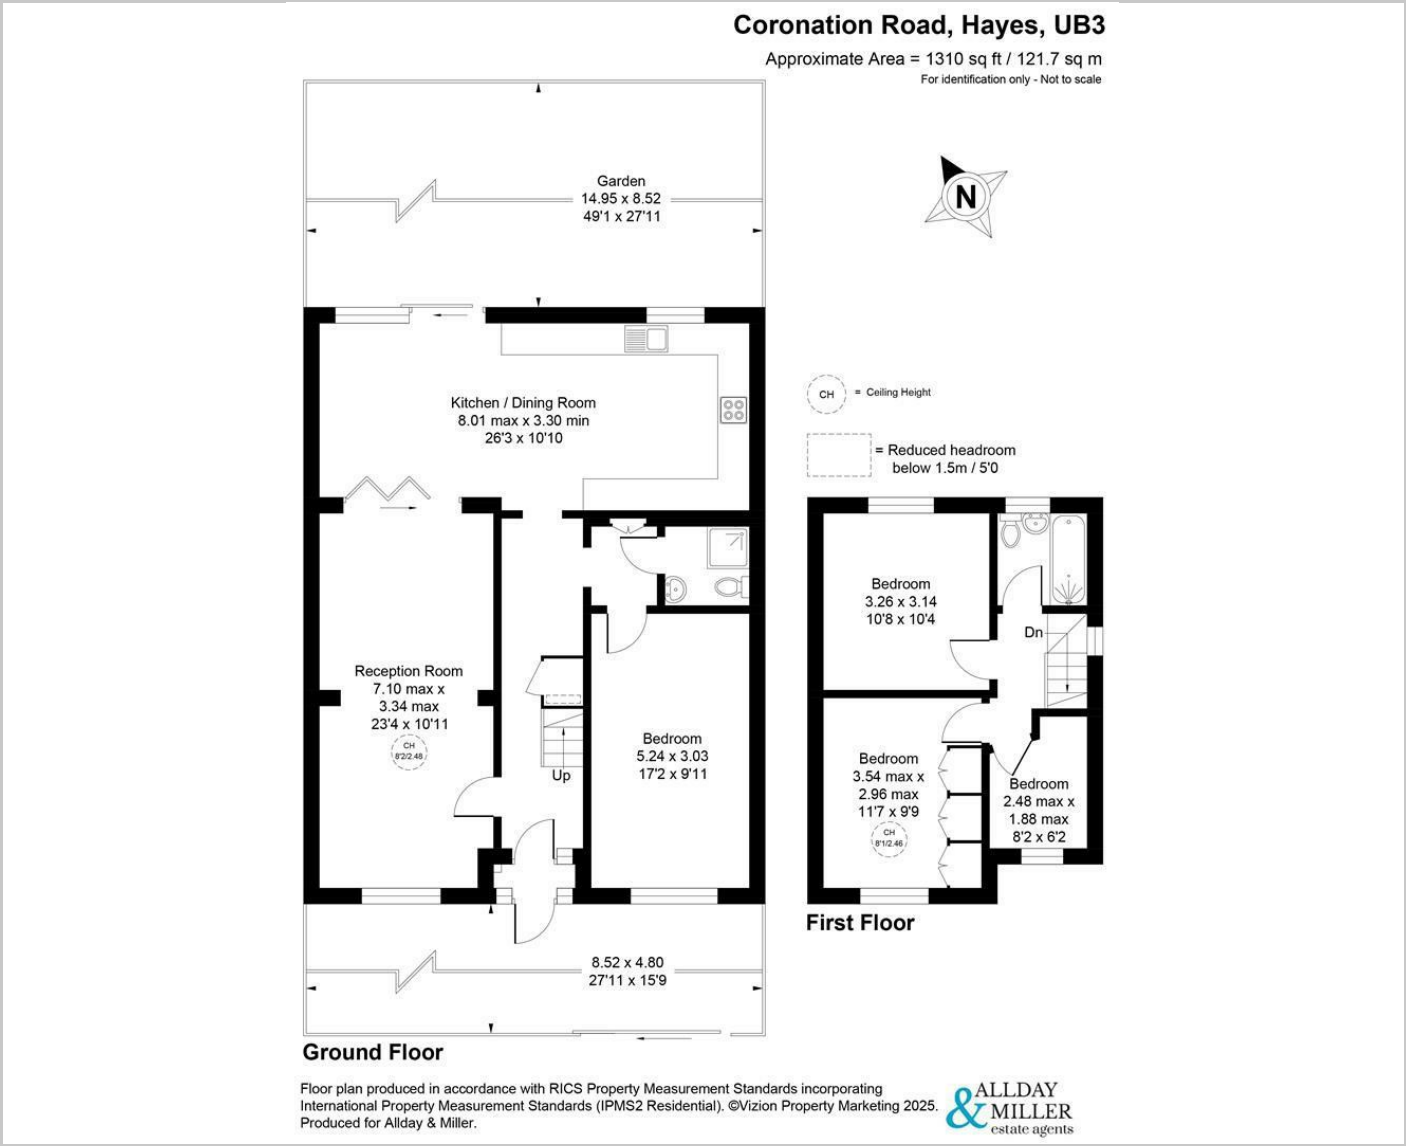 Coronation Road, Hayes, UB3
Approximate Area = 1310 sq ft / 121.7 sq m
For identification only - Not to scale
Garden
14.95 x 8.52
49'1 x 27'11
N
CH
= Ceiling Height
Kitchen / Dining Room
8.01 max x 3.30 min
26'3 x 10'10
= Reduced headroom
below 1.5m / 5'0
Reception Room
7.10 max x
3.34 max
23'4 x 10'11
CH
8'2/2.48
Up
Bedroom
5.24 x 3.03
17'2 x 9'11
Bedroom
3.26 x 3.14
10'8 x 10'4
Dn
Bedroom
3.54 max x
2.96 max
11'7 x 9'9
CH
8'1/2.46
Bedroom
2.48 max x
1.88 max
8'2 x 6'2
First Floor
8.52 x 4.80
27'11 x 15'9
Ground Floor
Floor plan produced in accordance with RICS Property Measurement Standards incorporating
International Property Measurement Standards (IPMS2 Residential). ©Vizion Property Marketing 2025.
Produced for Allday & Miller.
ALLDAY
& MILLER
estate agents